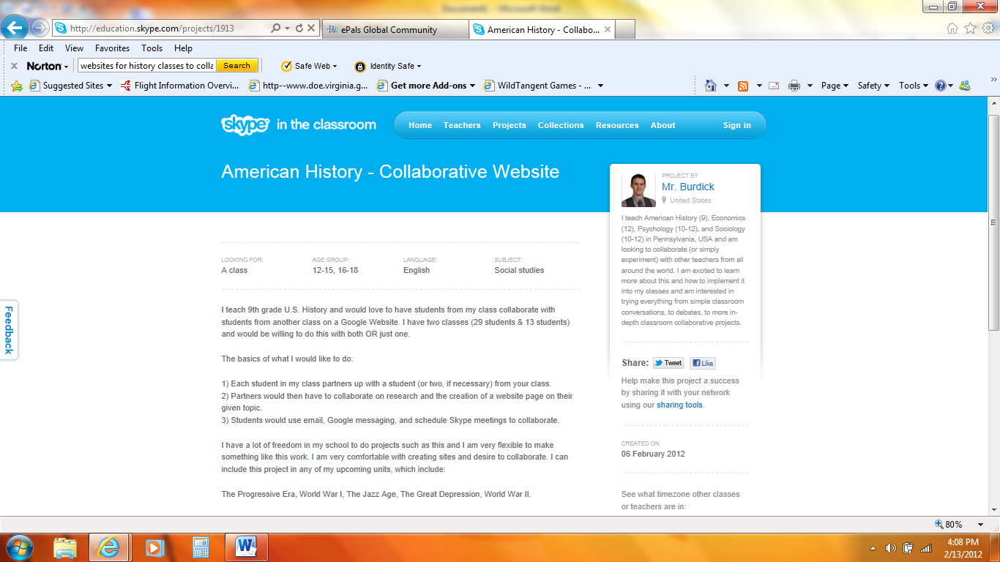 Document1 - Microsoft Word
http://education.skype.com/projects/1913
ePals Global Community
American History - Collabo...
File Edit View Favorites Tools Help
Norton
websites for history classes to colla
Search
Safe Web
Identity Safe
Suggested Sites
Flight Information Overvi...
http--www.doe.virginia.g...
Get more Add-ons
WildTangent Games - ...
Page
Safety
Tools
skype in the classroom
Home Teachers Projects Collections Resources About Sign in
American History - Collaborative Website
PROJECT BY
Mr. Burdick
United States
I teach American History (9), Economics
(12), Psychology (10-12), and Sociology
(10-12) in Pennsylvania, USA and am
looking to collaborate (or simply
experiment) with other teachers from all
around the world. I am excited to learn
more about this and how to implement it
into my classes and am interested in
trying everything from simple classroom
conversations, to debates, to more in-
depth classroom collaborative projects.
LOOKING FOR:
A class
AGE GROUP:
12-15, 16-18
LANGUAGE:
English
SUBJECT:
Social studies
Feedback
I teach 9th grade U.S. History and would love to have students from my class collaborate with
students from another class on a Google Website. I have two classes (29 students & 13 students)
and would be willing to do this with both OR just one.
The basics of what I would like to do:
1) Each student in my class partners up with a student (or two, if necessary) from your class.
2) Partners would then have to collaborate on research and the creation of a website page on their
given topic.
3) Students would use email, Google messaging, and schedule Skype meetings to collaborate.
I have a lot of freedom in my school to do projects such as this and I am very flexible to make
something like this work. I am very comfortable with creating sites and desire to collaborate. I can
include this project in any of my upcoming units, which include:
The Progressive Era, World War I, The Jazz Age, The Great Depression, World War II.
Share: Tweet Like
Help make this project a success
by sharing it with your network
using our sharing tools.
CREATED ON
06 February 2012
See what timezone other classes
or teachers are in:
80%
4:08 PM
2/13/2012